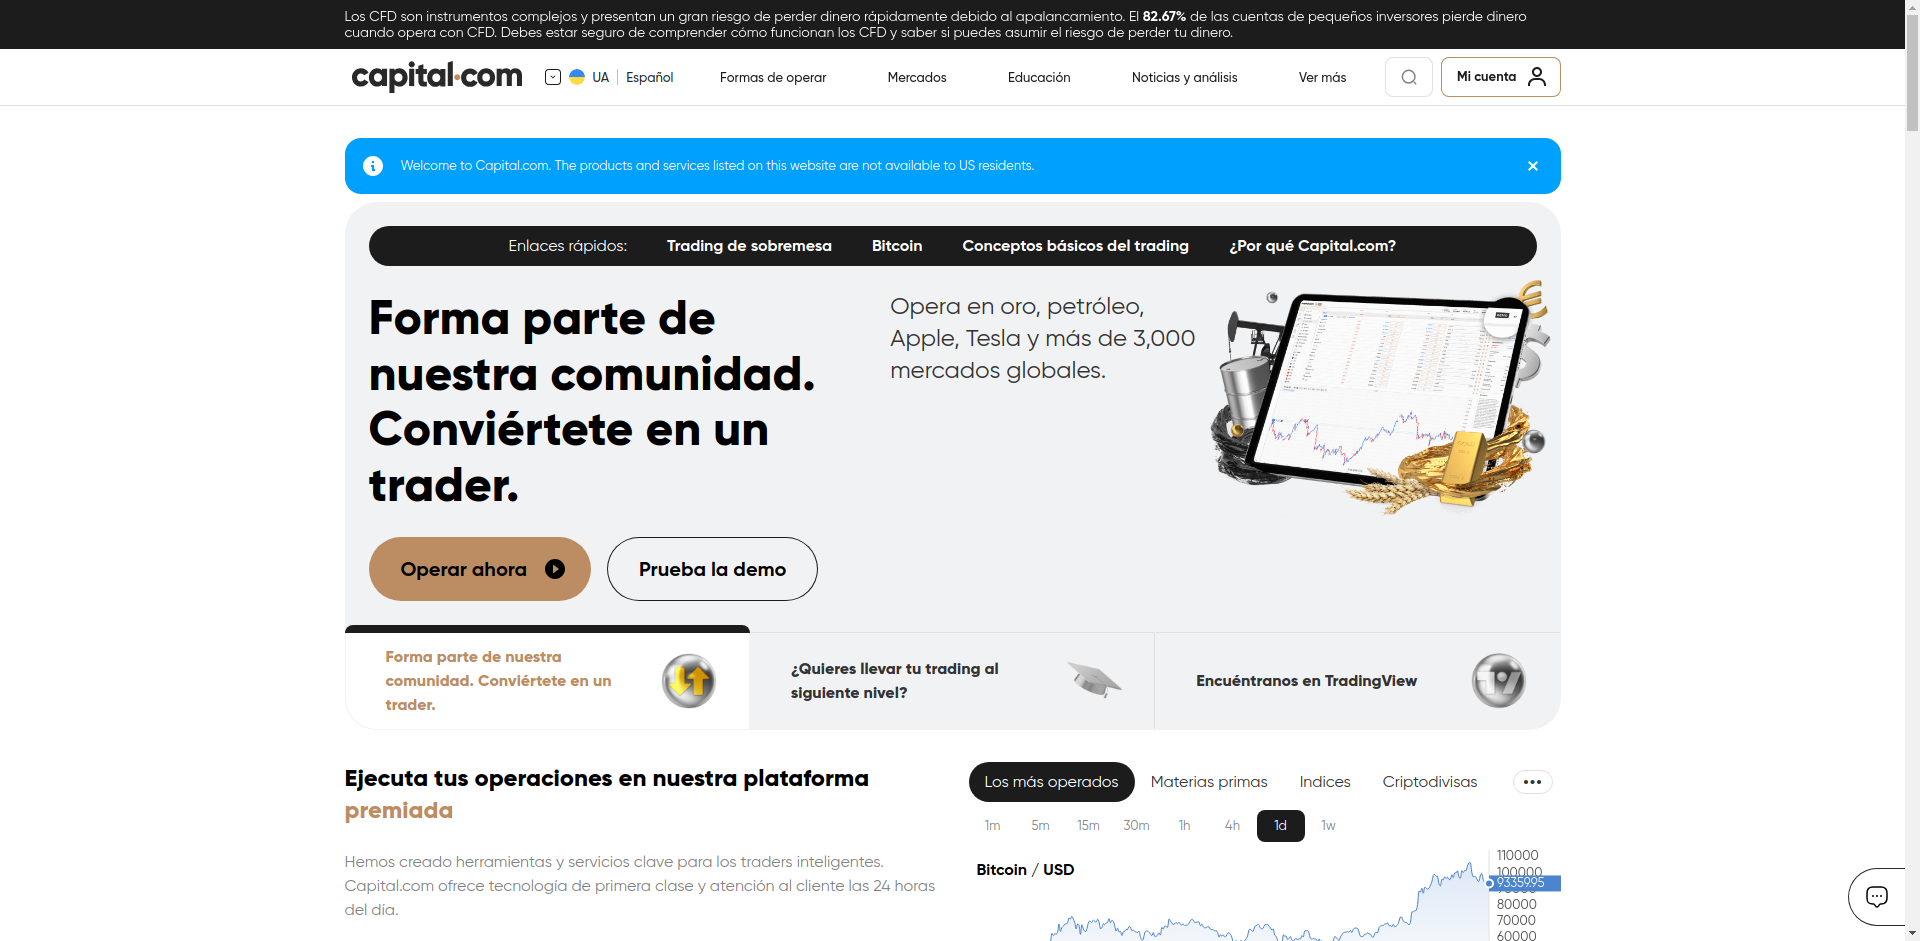 Los CFD son instrumentos complejos y presentan un gran riesgo de perder dinero rápidamente debido al apalancamiento. El 82.67% de las cuentas de pequeños inversores pierde dinero
cuando opera con CFD. Debes estar seguro de comprender cómo funcionan los CFD y saber si puedes asumir el riesgo de perder tu dinero.
capital.com
UA
Español
Formas de operar
Mercados
Educación
Noticias y análisis
Ver más
Mi cuenta
Welcome to Capital.com. The products and services listed on this website are not available to US residents.
Enlaces rápidos:
Trading de sobremesa
Bitcoin
Conceptos básicos del trading
¿Por qué Capital.com?
Forma parte de
nuestra comunidad.
Conviértete en un
trader.
Opera en oro, petróleo,
Apple, Tesla y más de 3,000
mercados globales.
Operar ahora
Prueba la demo
Forma parte de nuestra
comunidad. Conviértete en un
trader.
¿Quieres llevar tu trading al
siguiente nivel?
Encuéntranos en TradingView
Ejecuta tus operaciones en nuestra plataforma
premiada
Hemos creado herramientas y servicios clave para los traders inteligentes.
Capital.com ofrece tecnología de primera clase y atención al cliente las 24 horas
del día.
Los más operados
Materias primas
Indices
Criptodivisas
1m
5m
15m
30m
1h
4h
1d
1w
Bitcoin / USD
110000
100000
93359.95
80000
70000
60000